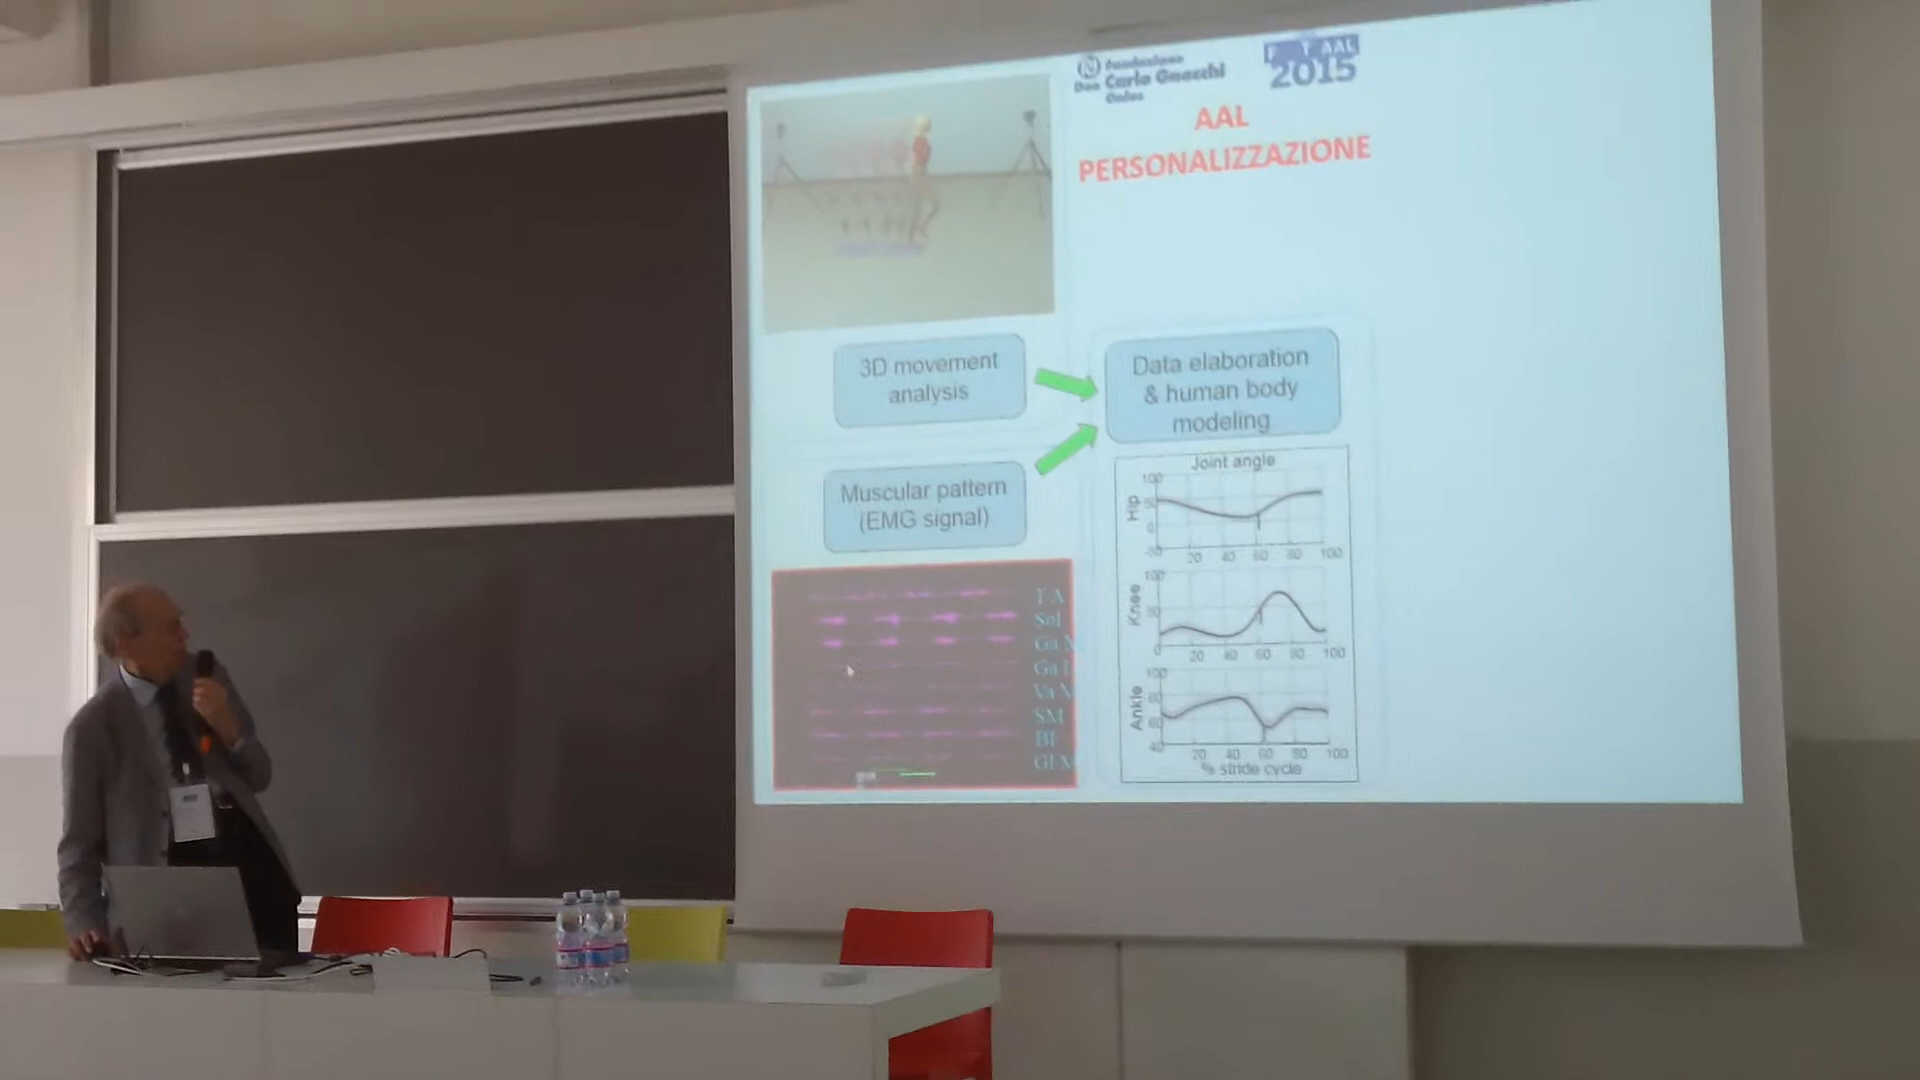 Fondazione
Don Carlo Gnocchi
Onlus
AAL
2015
AAL
PERSONALIZZAZIONE
3D movement
analysis
Data elaboration
& human body
modeling
Muscular pattern
(EMG signal)
TA
Sol
Ga M
Ga L
Va M
SM
BF
Gl M
Joint angle
Hip
100
50
0
-50
20 40 60 80 100
Knee
100
50
0
20 40 60 80 100
Ankle
100
80
60
40
20 40 60 80 100
% stride cycle